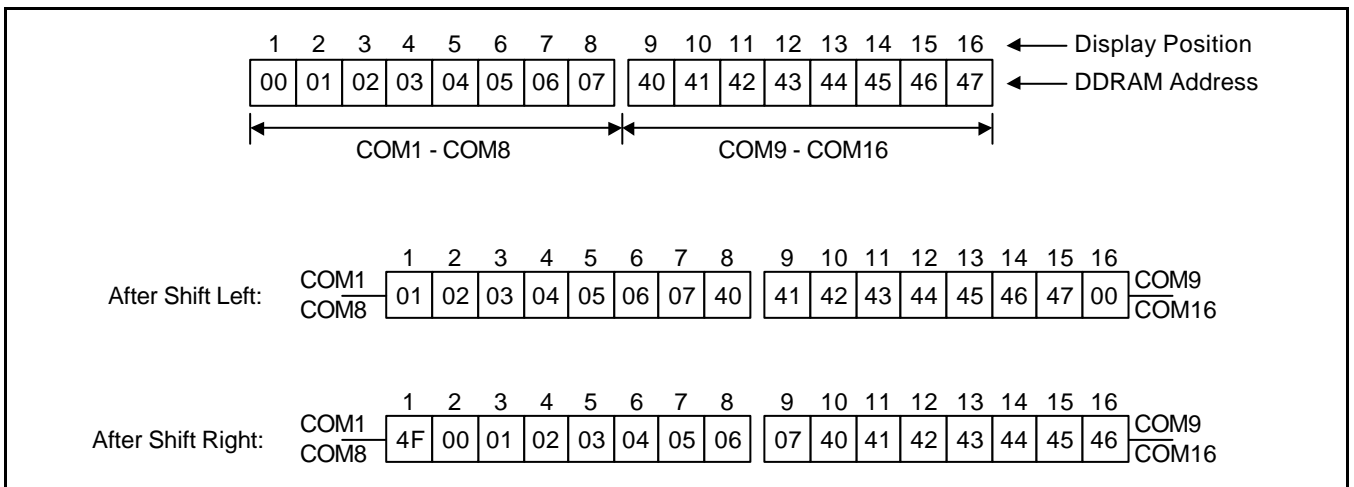 1 2 3 4 5 6 7 8 9 10 11 12 13 14 15 16 Display Position
00 01 02 03 04 05 06 07 40 41 42 43 44 45 46 47 DDRAM Address
COM1 - COM8 COM9 - COM16
1 2 3 4 5 6 7 8 9 10 11 12 13 14 15 16
After Shift Left: COM1 COM8 01 02 03 04 05 06 07 40 41 42 43 44 45 46 47 00 COM9 COM16
1 2 3 4 5 6 7 8 9 10 11 12 13 14 15 16
After Shift Right: COM1 COM8 4F 00 01 02 03 04 05 06 07 40 41 42 43 44 45 46 COM9 COM16